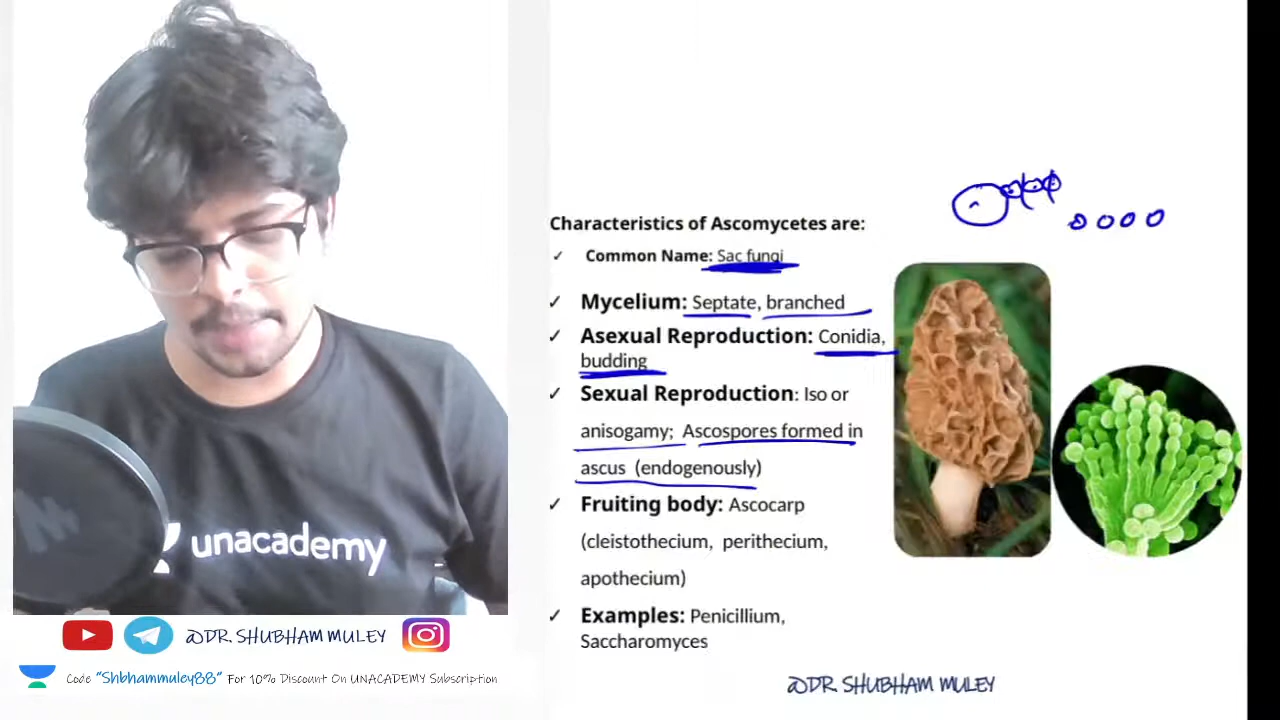 Characteristics of Ascomycetes are:
✓ Common Name: Sac fungi
✓ Mycelium: Septate, branched
✓ Asexual Reproduction: Conidia,
budding
✓ Sexual Reproduction: Iso or
anisogamy; Ascospores formed in
ascus (endogenously)
✓ Fruiting body: Ascocarp
(cleistothecium, perithecium,
apothecium)
✓ Examples: Penicillium,
Saccharomyces
@DR. SHUBHAM MULEY
unacademy
@DR. SHUBHAM MULEY
Code "Shbhammuley88" For 10% Discount On UNACADEMY Subscription